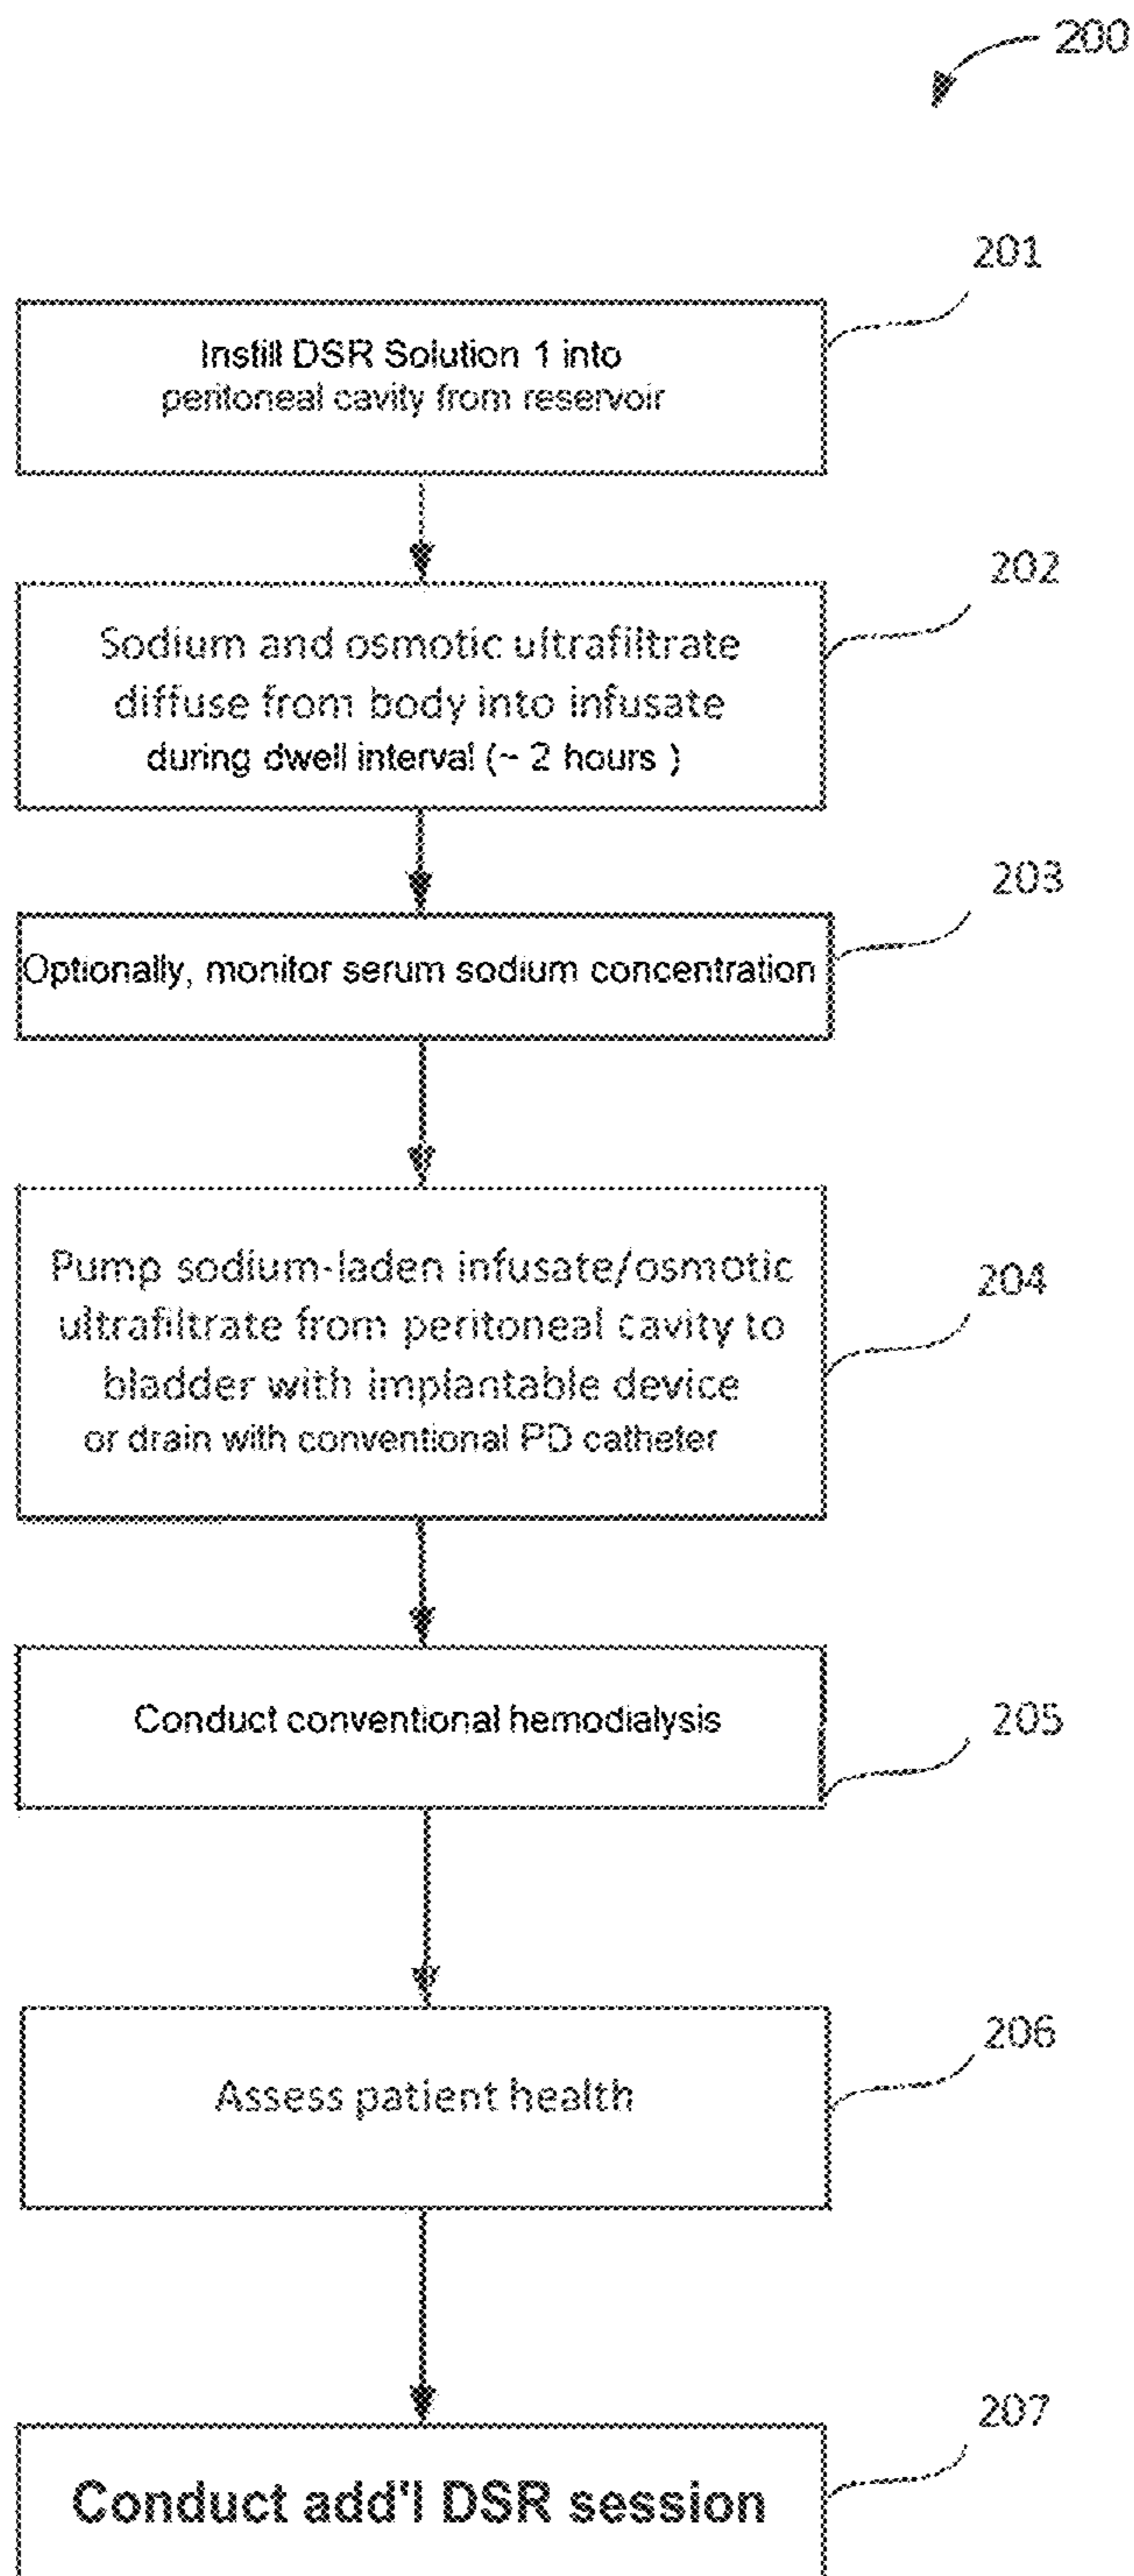 200
201
Instill DSR Solution 1 into
peritoneal cavity from reservoir
202
Sodium and osmotic ultrafiltrate
diffuse from body into infusate
during dwell interval (~ 2 hours )
203
Optionally, monitor serum sodium concentration
204
Pump sodium-laden infusate/osmotic
ultrafiltrate from peritoneal cavity to
bladder with implantable device
or drain with conventional PD catheter
205
Conduct conventional hemodialysis
206
Assess patient health
207
Conduct add'l DSR session